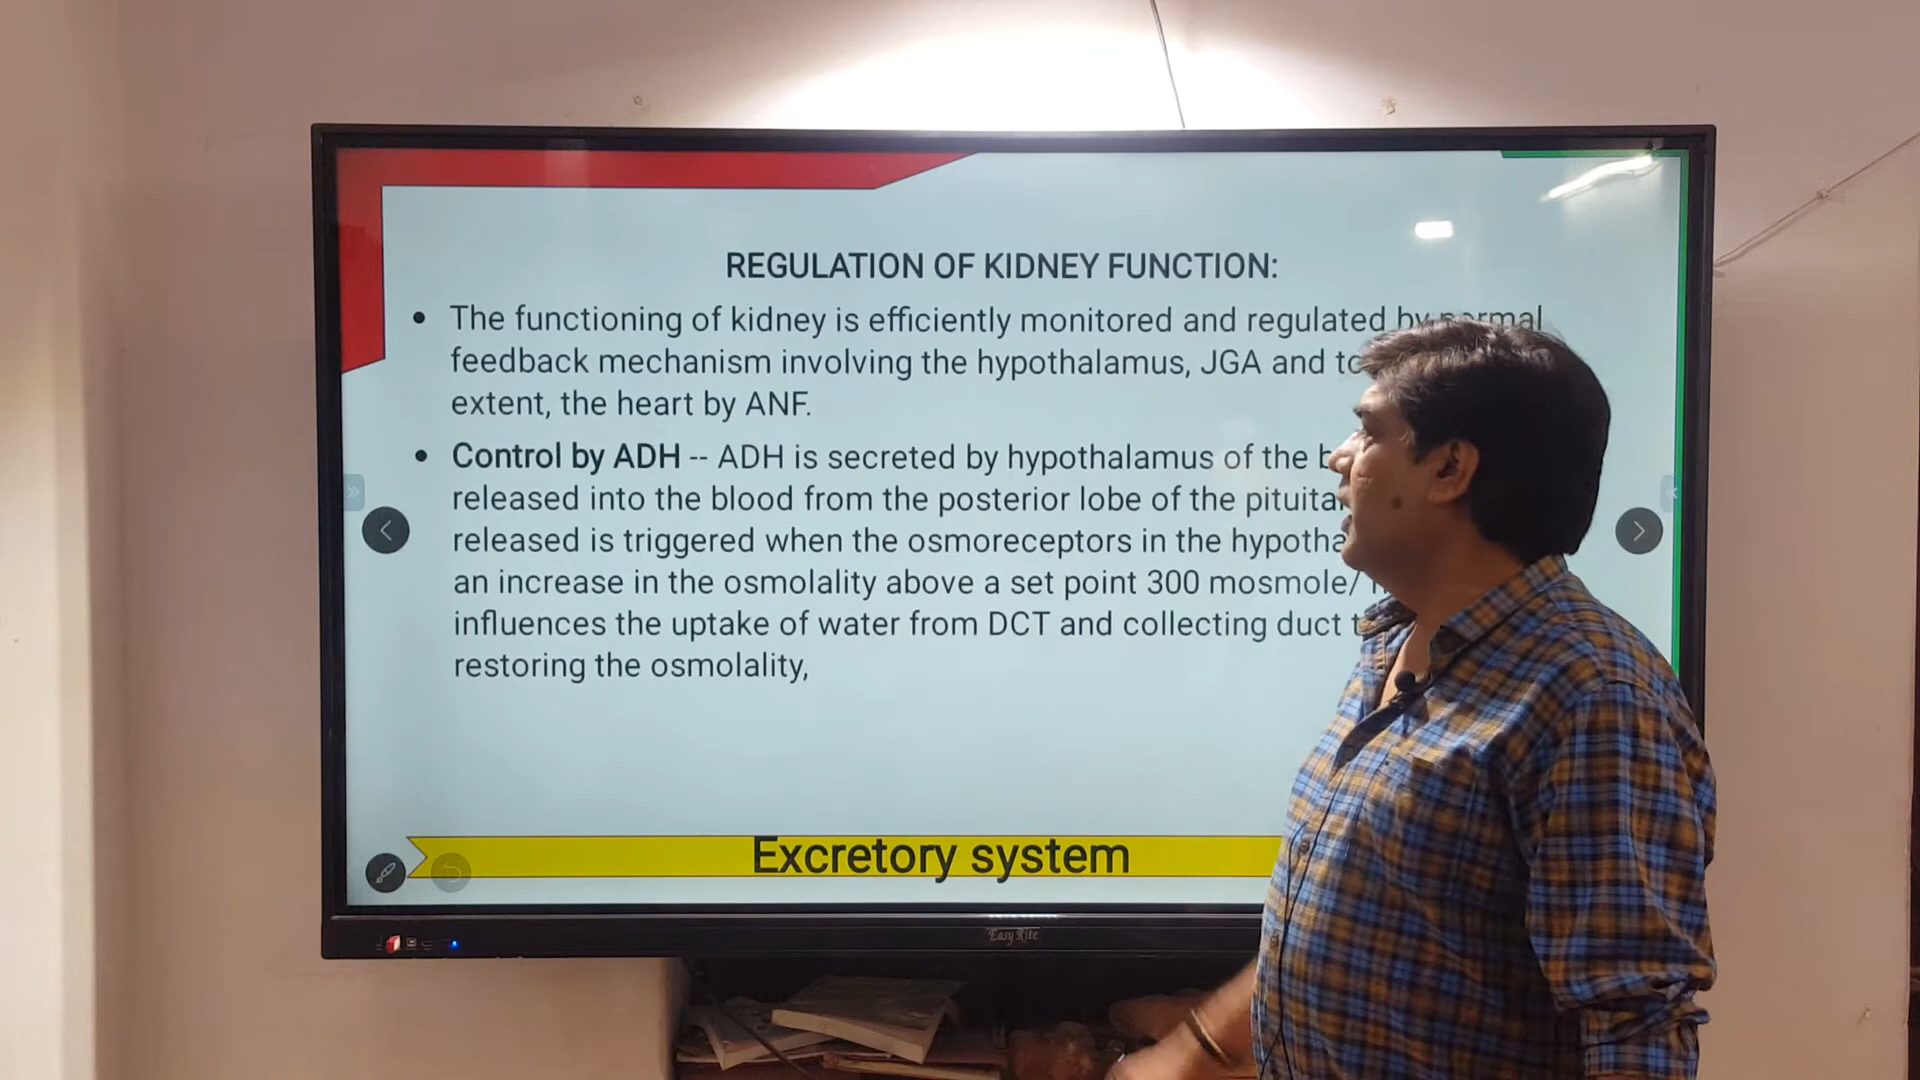 REGULATION OF KIDNEY FUNCTION:
• The functioning of kidney is efficiently monitored and regulated by normal
feedback mechanism involving the hypothalamus, JGA and
extent, the heart by ANF.
• Control by ADH -- ADH is secreted by hypothalamus of the
released into the blood from the posterior lobe of the
released is triggered when the osmoreceptors in the
an increase in the osmolality above a set point 300 mosmole/
influences the uptake of water from DCT and collecting duct
restoring the osmolality,
Excretory system
EasyRite